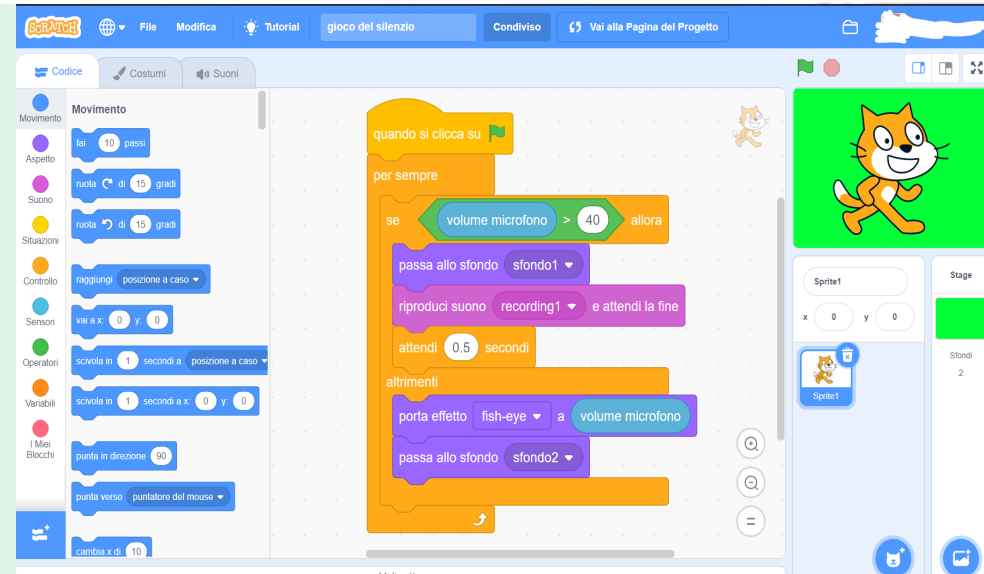 SCRATCH File Modifica Tutorial gioco del silenzio Condiviso Vai alla Pagina del Progetto
Codice Costumi Suoni
Movimento
Aspetto
Suono
Situazioni
Controllo
Sensori
Operatori
Variabili
I Miei
Blocchi
Movimento
fai 10 passi
ruota di 15 gradi
ruota di 15 gradi
raggiungi posizione a caso
vai a x: 0 y: 0
scivola in 1 secondi a posizione a caso
scivola in 1 secondi a x: 0 y: 0
punta in direzione 90
punta verso puntatore del mouse
cambia x di 10
quando si clicca su
per sempre
se volume microfono > 40 allora
passa allo sfondo sfondo1
riproduci suono recording1 e attendi la fine
attendi 0.5 secondi
altrimenti
porta effetto fish-eye a volume microfono
passa allo sfondo sfondo2
Sprite1
x 0 y 0
Sprite1
Stage
Sfondi
2